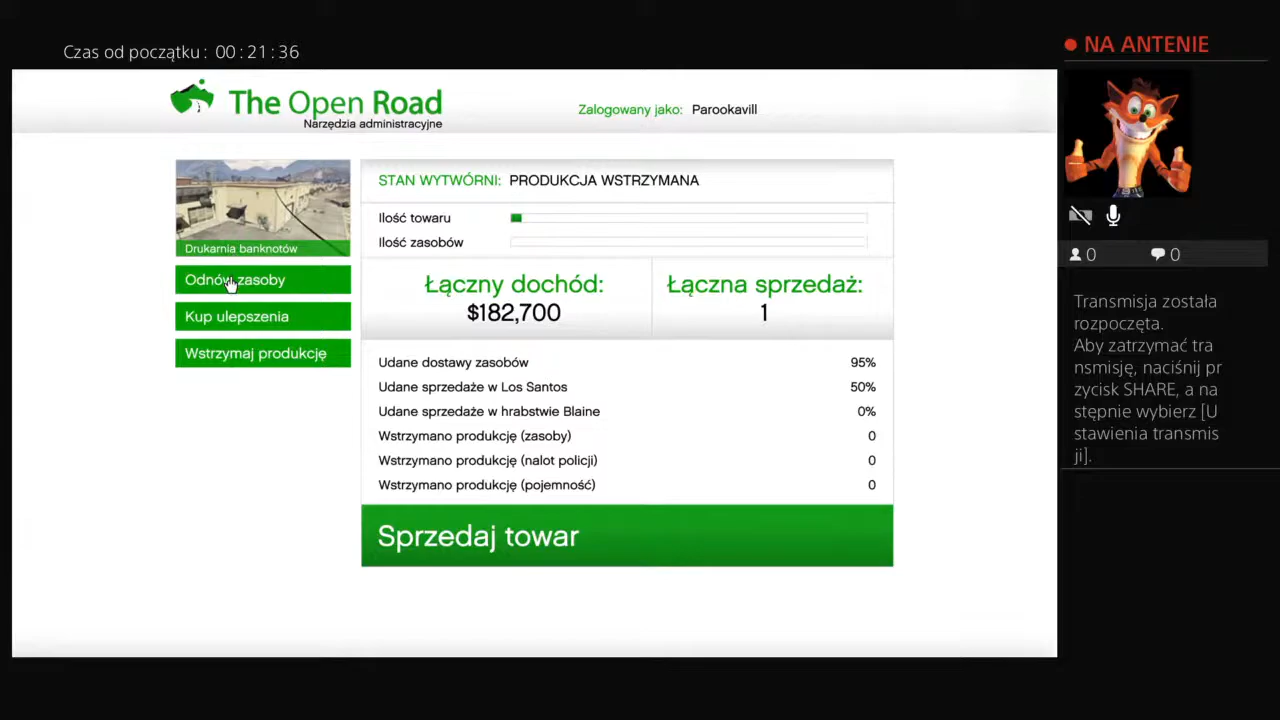 Czas od początku : 00 : 21 : 36
NA ANTENIE
The Open Road
Narzędzia administracyjne
Zalogowany jako: Parookavill
Drukarnia banknotów
Odnów zasoby
Kup ulepszenia
Wstrzymaj produkcję
STAN WYTWÓRNI: PRODUKCJA WSTRZYMANA
Ilość towaru
Ilość zasobów
Łączny dochód:
$182,700
Łączna sprzedaż:
1
Udane dostawy zasobów 95%
Udane sprzedaże w Los Santos 50%
Udane sprzedaże w hrabstwie Blaine 0%
Wstrzymano produkcję (zasoby) 0
Wstrzymano produkcję (nalot policji) 0
Wstrzymano produkcję (pojemność) 0
Sprzedaj towar
0 0
Transmisja została
rozpoczęta.
Aby zatrzymać tra
nsmisję, naciśnij pr
zycisk SHARE, a na
stępnie wybierz [U
stawienia transmis
ji].